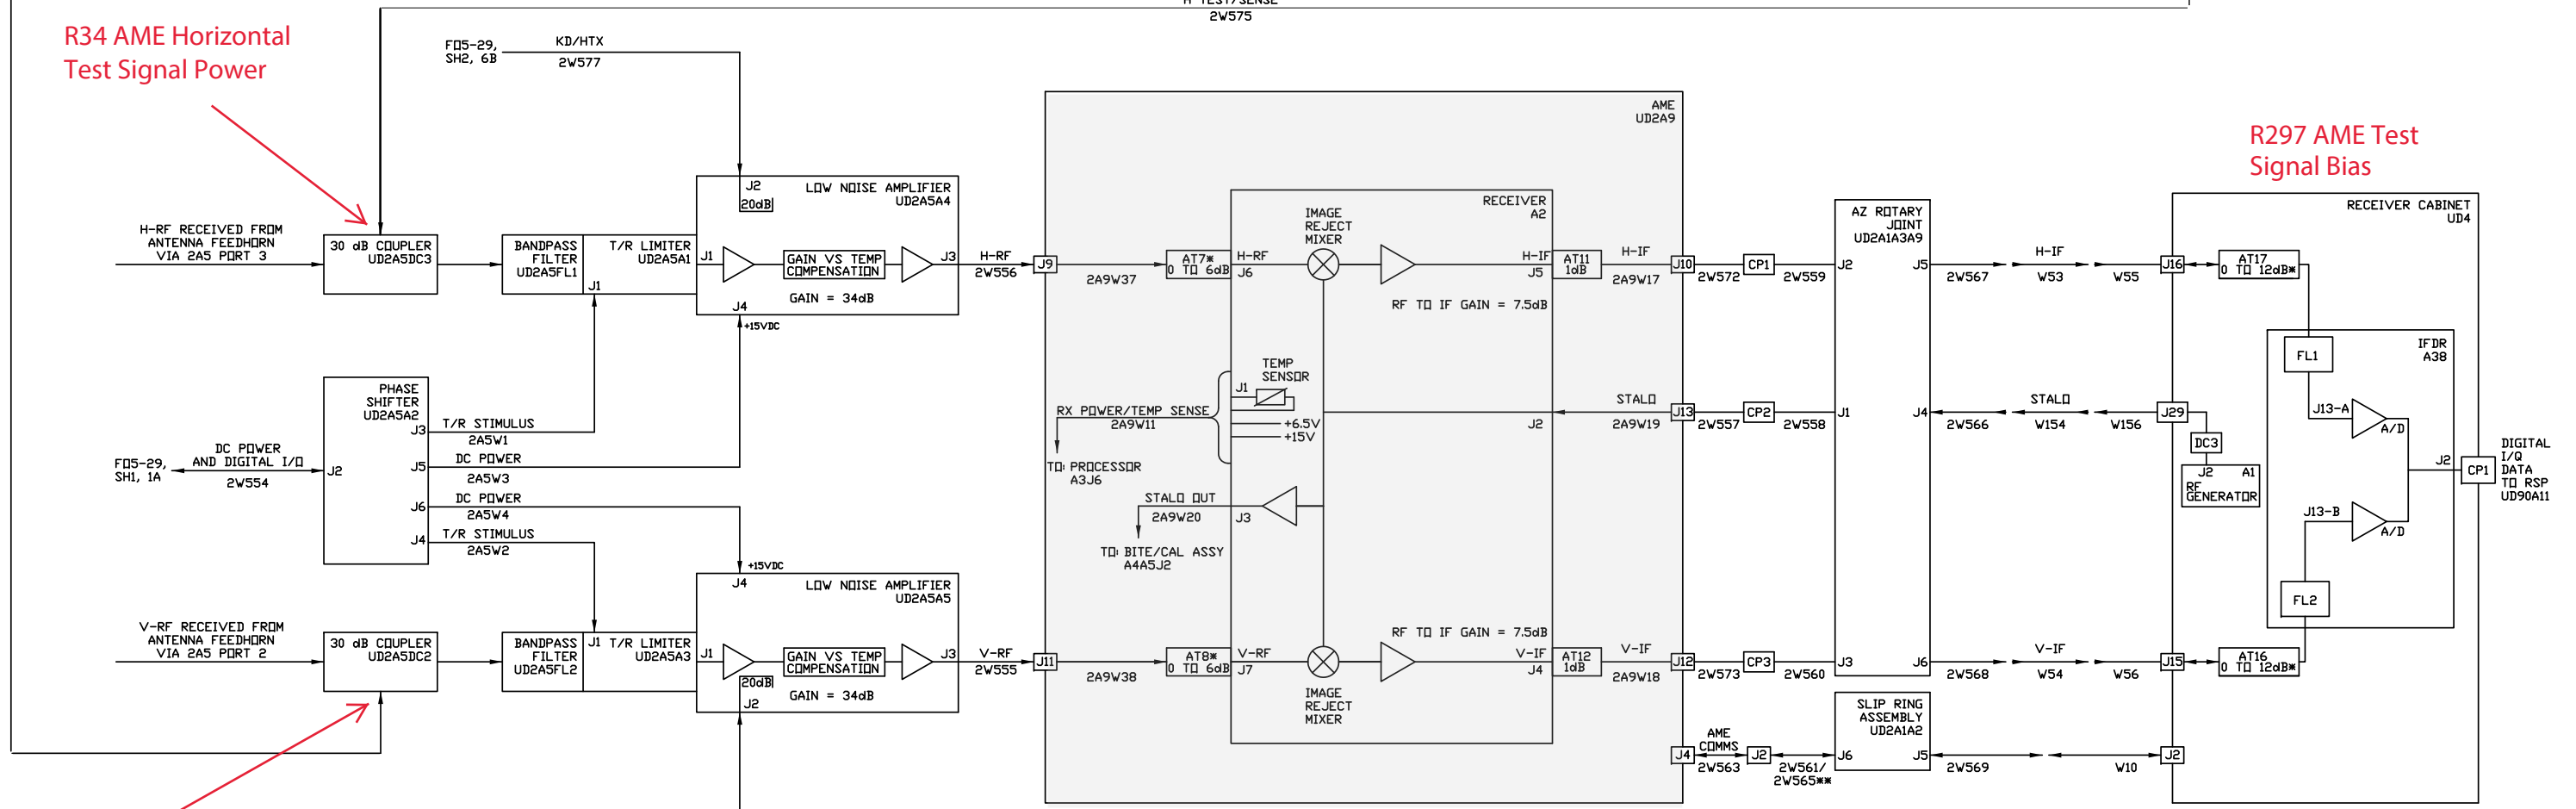 2W575
R34 AME Horizontal
Test Signal Power
FO5-29,
SH2, 6B
KD/HTX
2W577
H-RF RECEIVED FROM
ANTENNA FEEDHORN
VIA 2A5 PORT 3
30 dB COUPLER
UD2A5DC3
BANDPASS
FILTER
UD2A5FL1
T/R LIMITER
UD2A5A1
J1
J2
20dB
LOW NOISE AMPLIFIER
UD2A5A4
J1
GAIN VS TEMP
COMPENSATION
J3
GAIN = 34dB
J4
+15VDC
H-RF
2W556
PHASE
SHIFTER
UD2A5A2
J3
J5
J6
J4
J2
FO5-29,
SH1, 1A
DC POWER
AND DIGITAL I/O
2W554
T/R STIMULUS
2A5W1
DC POWER
2A5W3
DC POWER
2A5W4
T/R STIMULUS
2A5W2
V-RF RECEIVED FROM
ANTENNA FEEDHORN
VIA 2A5 PORT 2
30 dB COUPLER
UD2A5DC2
BANDPASS
FILTER
UD2A5FL2
J1
T/R LIMITER
UD2A5A3
+15VDC
J4
LOW NOISE AMPLIFIER
UD2A5A5
J1
GAIN VS TEMP
COMPENSATION
J3
20dB
GAIN = 34dB
J2
V-RF
2W555
AME
UD2A9
J9
2A9W37
AT7*
0 TO 6dB
RECEIVER
A2
IMAGE
REJECT
MIXER
H-RF
J6
H-IF
J5
RF TO IF GAIN = 7.5dB
AT11
1dB
H-IF
2A9W17
J10
TEMP
SENSOR
J1
+6.5V
+15V
RX POWER/TEMP SENSE
2A9W11
TO: PROCESSOR
A3J6
STALO OUT
2A9W20
J3
TO: BITE/CAL ASSY
A4A5J2
J2
STALO
2A9W19
J13
J11
2A9W38
AT8*
0 TO 6dB
V-RF
J7
IMAGE
REJECT
MIXER
RF TO IF GAIN = 7.5dB
V-IF
J4
AT12
1dB
V-IF
2A9W18
J12
J4
2W572
CP1
2W559
2W557
CP2
2W558
2W573
CP3
2W560
AME
COMMS
2W563
J2
2W561/
2W565**
AZ ROTARY
JOINT
UD2A1A3A9
J2
J5
J1
J4
J3
J6
SLIP RING
ASSEMBLY
UD2A1A2
J6
J5
2W567
H-IF
W53
W55
2W566
STALO
W154
W156
2W568
V-IF
W54
W56
2W569
W10
R297 AME Test
Signal Bias
RECEIVER CABINET
UD4
J16
AT17
0 TO 12dB*
IFDR
A38
FL1
J13-A
A/D
J29
DC3
J2
A1
RF
GENERATOR
J13-B
A/D
FL2
J2
CP1
DIGITAL
I/Q
DATA
TO RSP
UD90A11
J15
AT16
0 TO 12dB*
J2